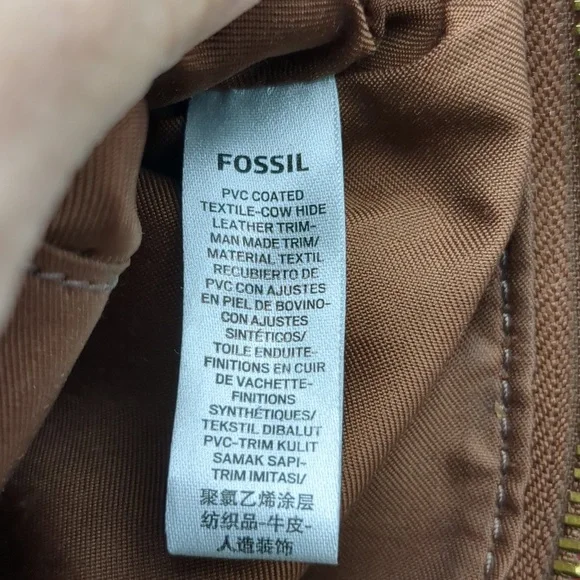 FOSSIL
PVC COATED
TEXTILE-COW HIDE
LEATHER TRIM-
MAN MADE TRIM/
MATERIAL TEXTIL
RECUBIERTO DE
PVC CON AJUSTES
EN PIEL DE BOVINO-
CON AJUSTES
SINTÉTICOS/
TOILE ENDUITE-
FINITIONS EN CUIR
DE VACHETTE-
FINITIONS
SYNTHÉTIQUES/
TEKSTIL DIBALUT
PVC-TRIM KULIT
SAMAK SAPI-
TRIM IMITASI/
聚氯乙烯涂层
纺织品-牛皮-
人造装饰